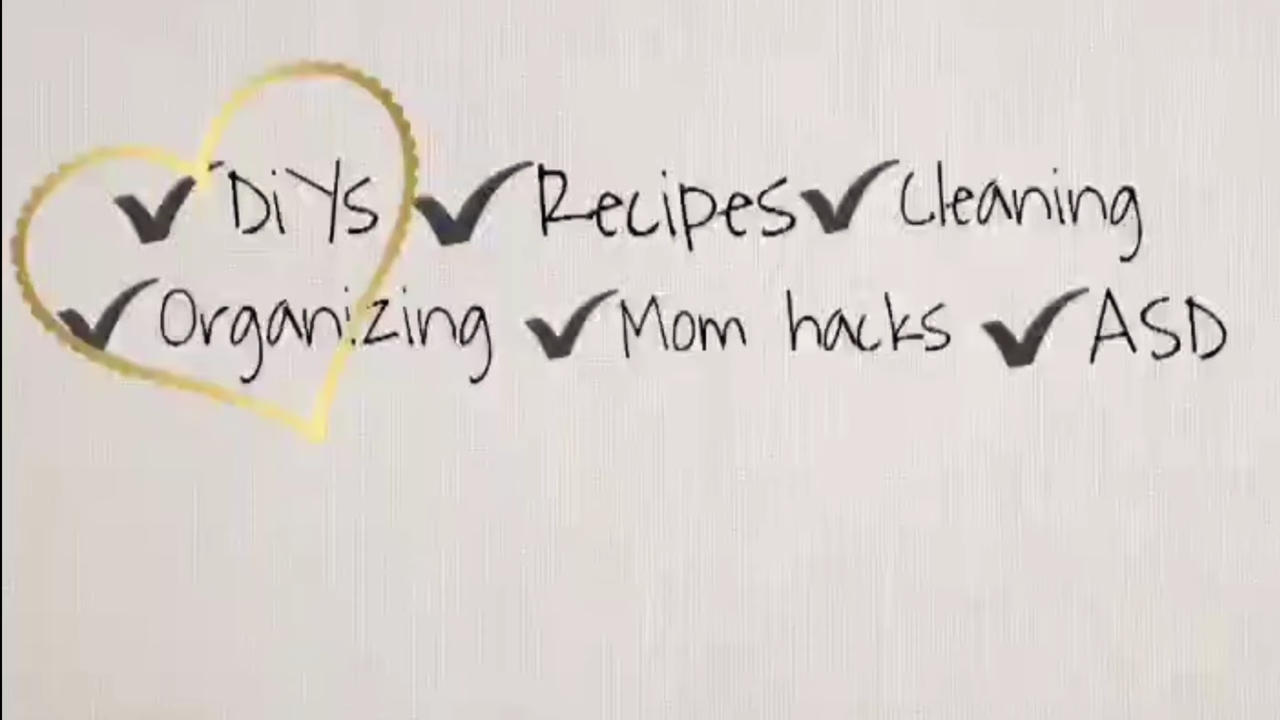 ✔ DiYs ✔ Recipes ✔ Cleaning
✔ Organizing ✔ Mom hacks ✔ ASD